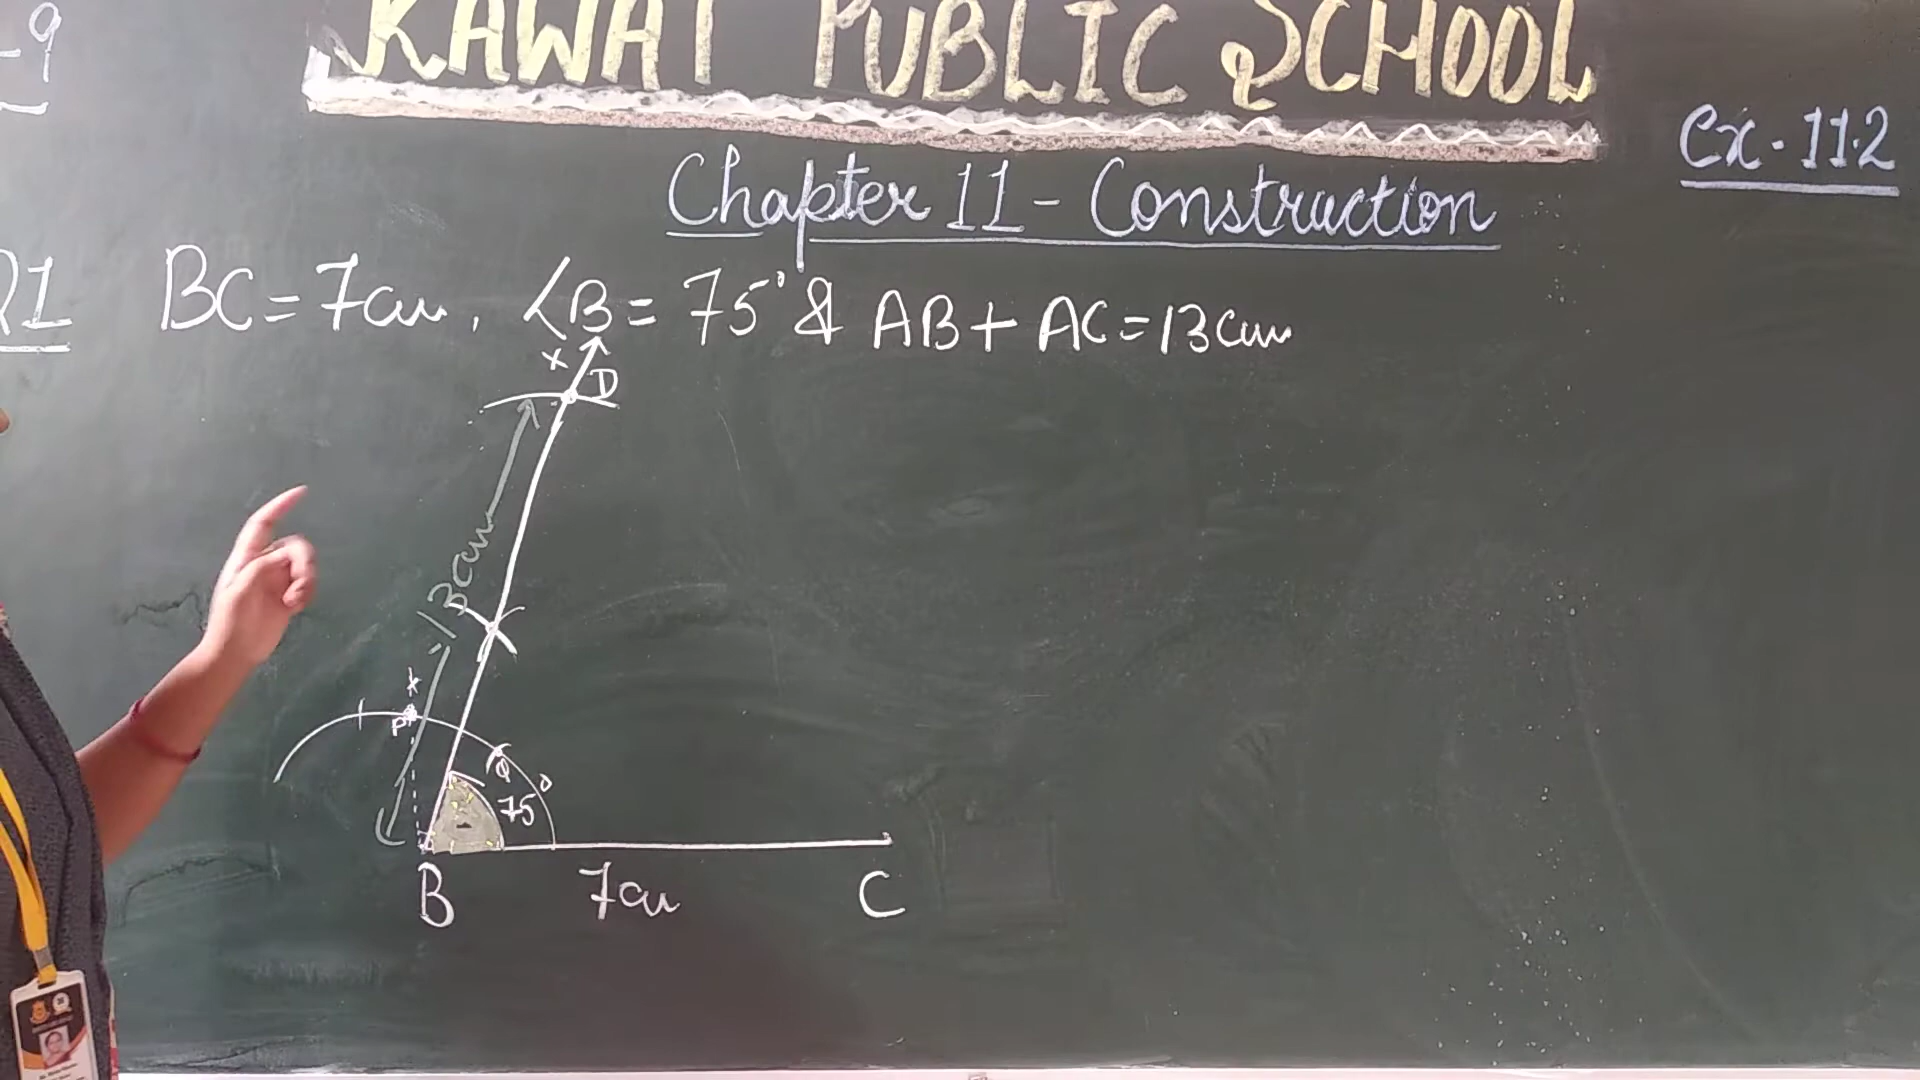 -9
RAWAT PUBLIC SCHOOL
Ex-11.2
Chapter 11 - Construction
Q1 BC = 7cm, ∠B = 75° & AB + AC = 13cm
X
D
13cm
X
P
Q
75°
B 7cm C